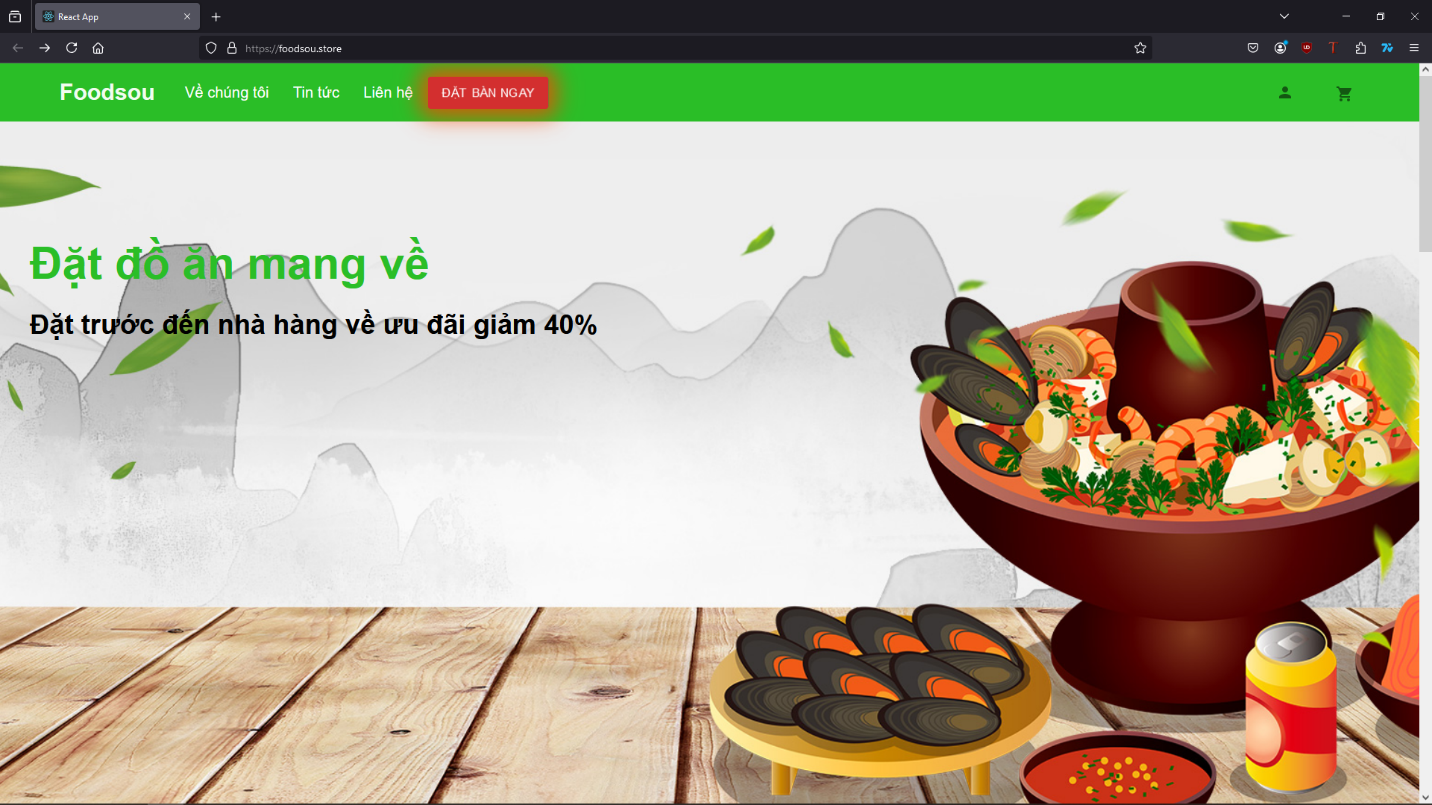 React App
https://foodsou.store
Foodsou Về chúng tôi Tin tức Liên hệ ĐẶT BÀN NGAY
Đặt đồ ăn mang về
Đặt trước đến nhà hàng về ưu đãi giảm 40%